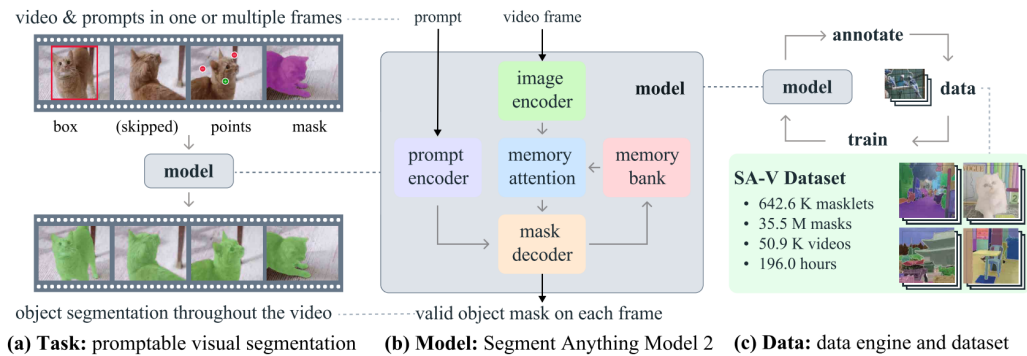 video & prompts in one or multiple frames
box
(skipped)
points
mask
model
object segmentation throughout the video
(a) Task: promptable visual segmentation
prompt
video frame
model
image
encoder
prompt
encoder
memory
attention
memory
bank
mask
decoder
valid object mask on each frame
(b) Model: Segment Anything Model 2
annotate
model
data
train
SA-V Dataset
• 642.6 K masklets
• 35.5 M masks
• 50.9 K videos
• 196.0 hours
(c) Data: data engine and dataset